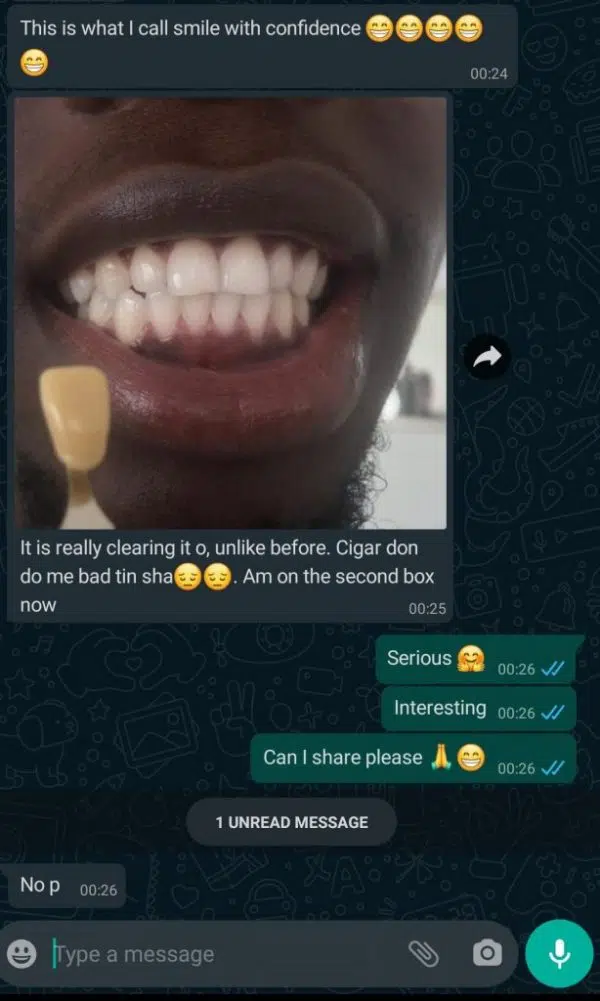 This is what I call smile with confidence 😁😁😁😁
😁
00:24
It is really clearing it o, unlike before. Cigar don
do me bad tin sha😔😔. Am on the second box
now
00:25
Serious 🤗 00:26
Interesting 00:26
Can I share please 🙏😁 00:26
1 UNREAD MESSAGE
No p 00:26
Type a message